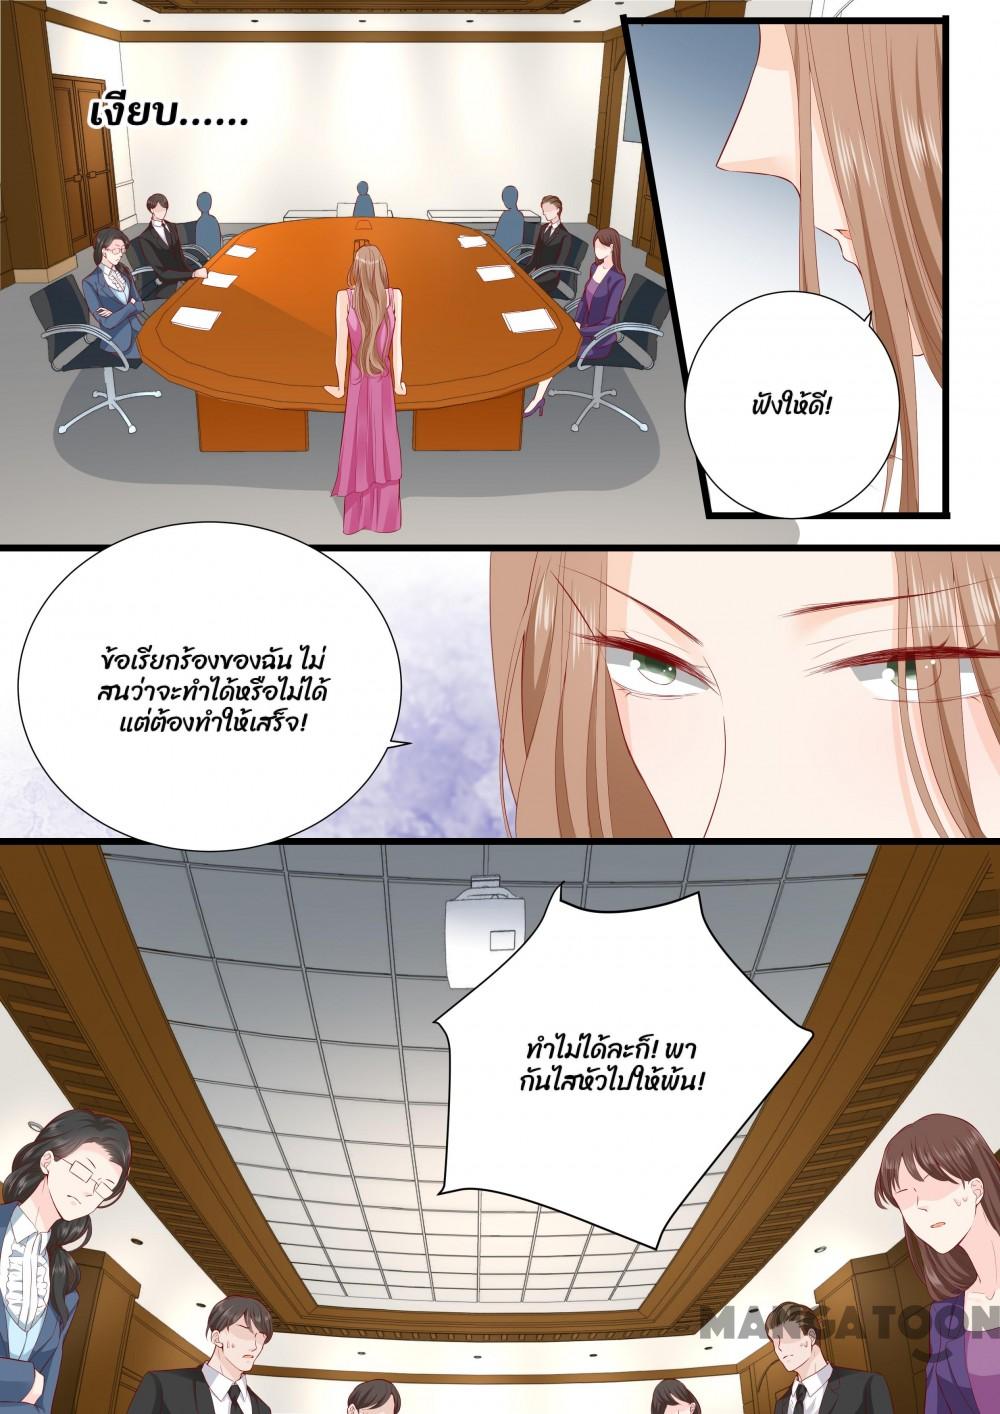 เงียบ......
ฟังให้ดี!
ข้อเรียกร้องของฉัน ไม่
สนว่าจะทำได้หรือไม่ได้
แต่ต้องทำให้เสร็จ!
ทำไม่ได้ละก็! พา
กันไสหัวไปให้พ้น!
MANGATOON